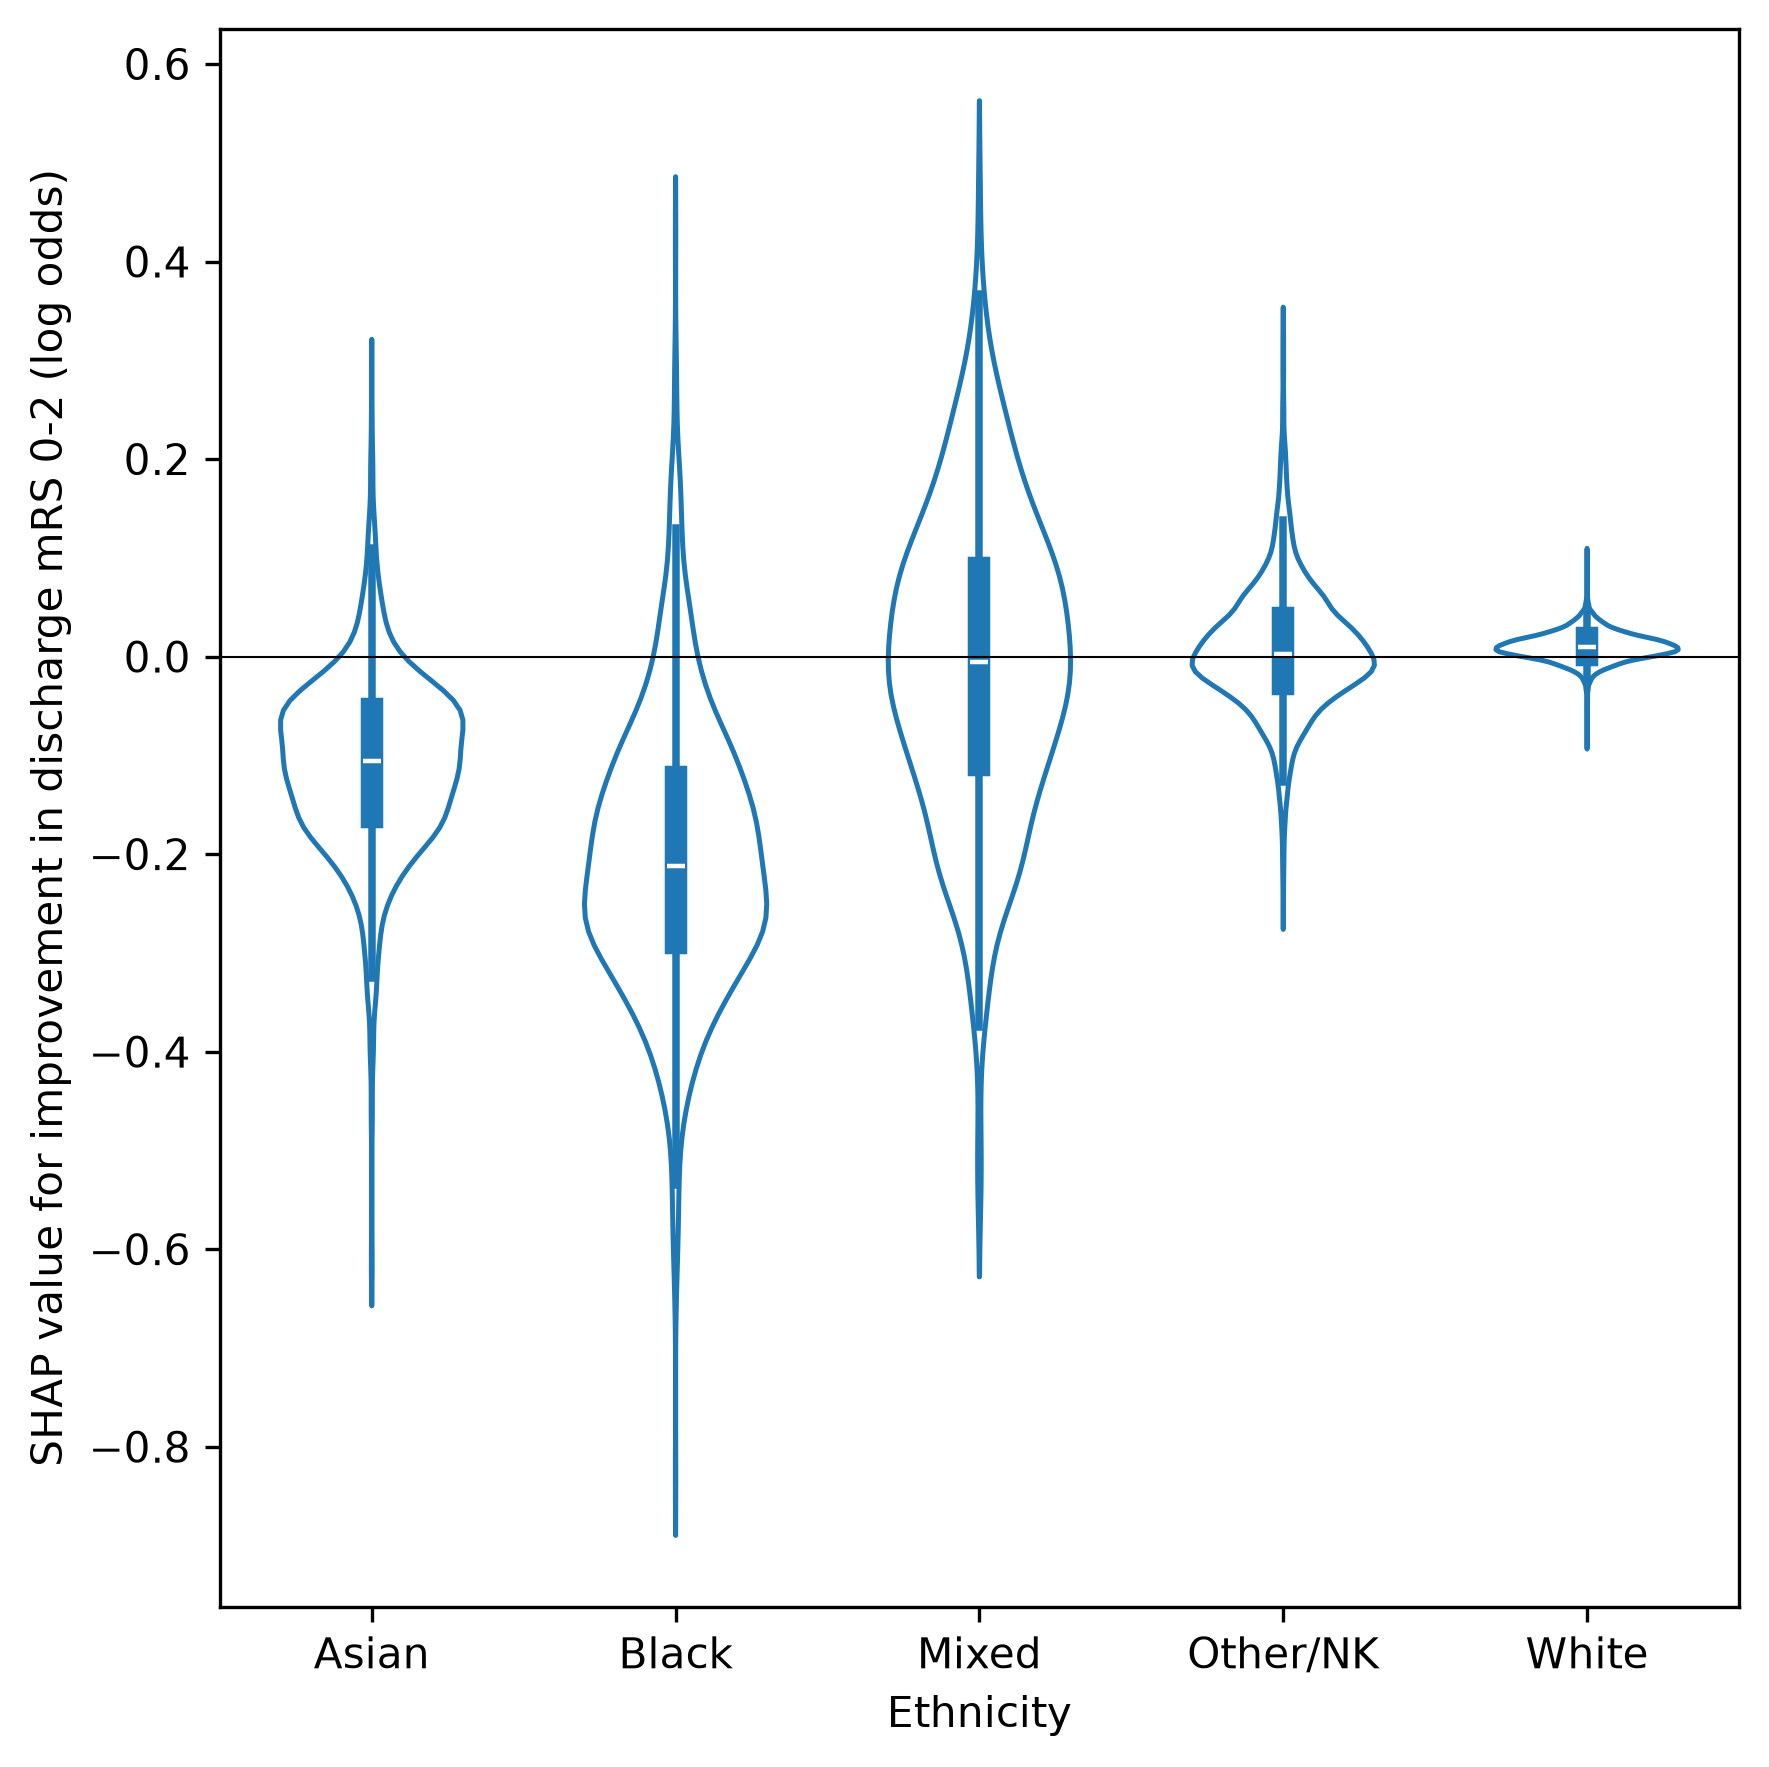 SHAP value for improvement in discharge mRS 0-2 (log odds)
0.6
0.4
0.2
0.0
−0.2
−0.4
−0.6
−0.8
Asian Black Mixed Other/NK White
Ethnicity